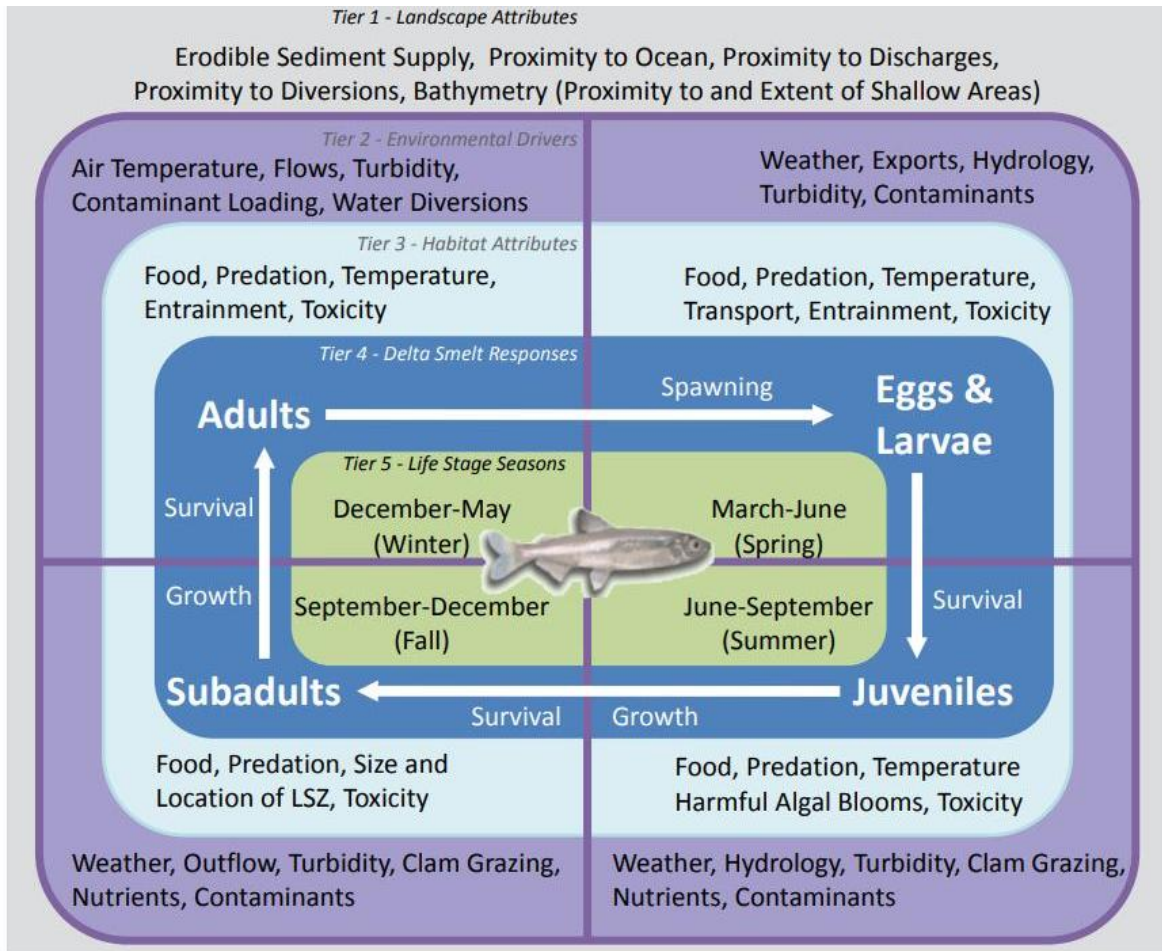 Tier 1 - Landscape Attributes
Erodible Sediment Supply, Proximity to Ocean, Proximity to Discharges,
Proximity to Diversions, Bathymetry (Proximity to and Extent of Shallow Areas)
Tier 2 - Environmental Drivers
Air Temperature, Flows, Turbidity,
Contaminant Loading, Water Diversions
Weather, Exports, Hydrology,
Turbidity, Contaminants
Tier 3 - Habitat Attributes
Food, Predation, Temperature,
Entrainment, Toxicity
Food, Predation, Temperature,
Transport, Entrainment, Toxicity
Tier 4 - Delta Smelt Responses
Adults
Spawning
Eggs &
Larvae
Tier 5 - Life Stage Seasons
Survival
December-May
(Winter)
March-June
(Spring)
Growth
September-December
(Fall)
June-September
(Summer)
Survival
Subadults
Survival
Growth
Juveniles
Food, Predation, Size and
Location of LSZ, Toxicity
Food, Predation, Temperature
Harmful Algal Blooms, Toxicity
Weather, Outflow, Turbidity, Clam Grazing,
Nutrients, Contaminants
Weather, Hydrology, Turbidity, Clam Grazing,
Nutrients, Contaminants